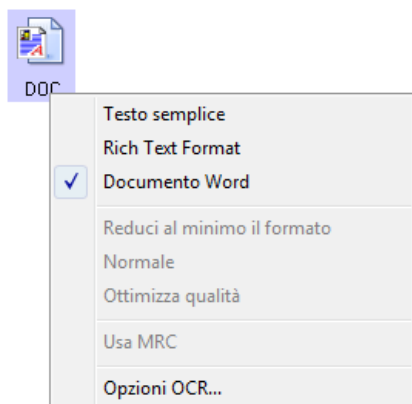 DOC
Testo semplice
Rich Text Format
Documento Word
Reduci al minimo il formato
Normale
Ottimizza qualità
Usa MRC
Opzioni OCR...